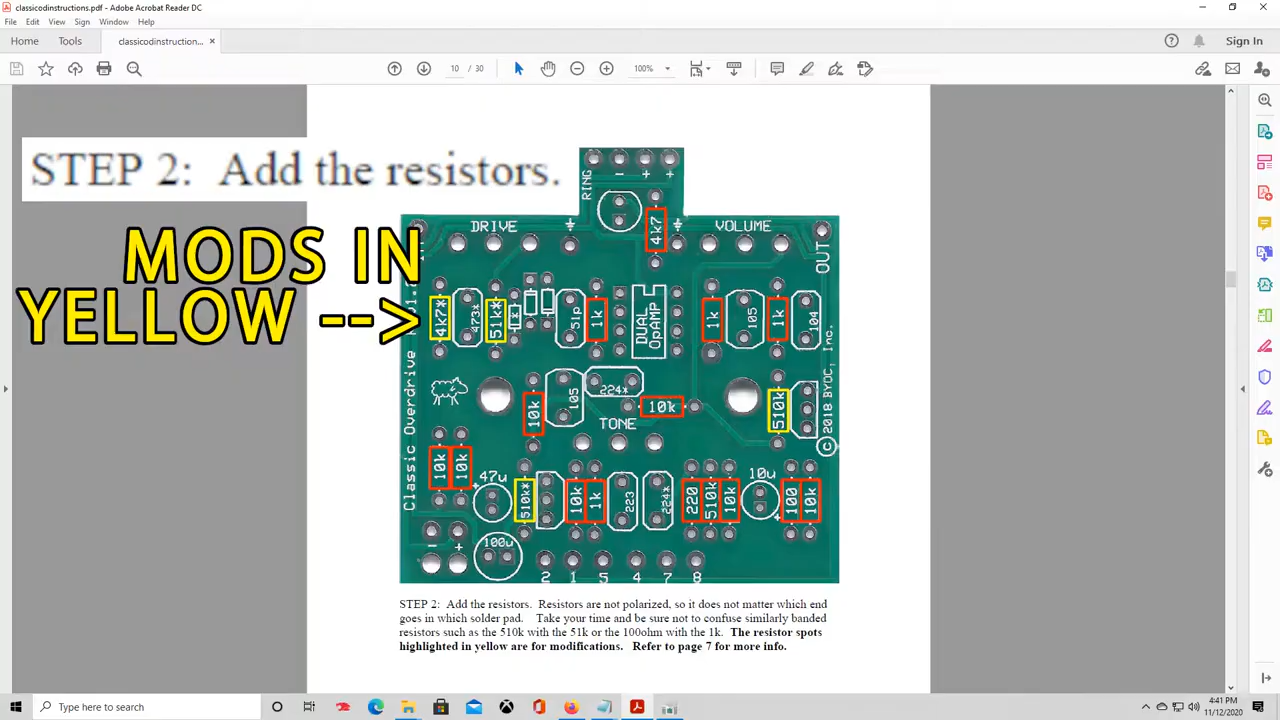 classicodinstructions.pdf - Adobe Acrobat Reader DC
File Edit View Window Help
Home Tools classicodinstruction... × Sign In
10 / 30 100%
STEP 2: Add the resistors.
MODS IN
YELLOW -->
RING - + +
4k7
DRIVE VOLUME
OUT
4k7* 473* 51k* 51p 1k DUAL OpAMP 1k 105 1k 104
Classic Overdrive
10k 105 224* 10k 510k
TONE
© 2018 BYOC, Inc.
10k 10k 47u + 510k* 10k 1k 223 224* 220 510k 10k 10u + 100 10k
- + 100u
2 1 5 4 7 8
STEP 2: Add the resistors. Resistors are not polarized, so it does not matter which end
goes in which solder pad. Take your time and be sure not to confuse similarly banded
resistors such as the 510k with the 51k or the 100ohm with the 1k. The resistor spots
highlighted in yellow are for modifications. Refer to page 7 for more info.
Type here to search
4:41 PM
11/12/2020